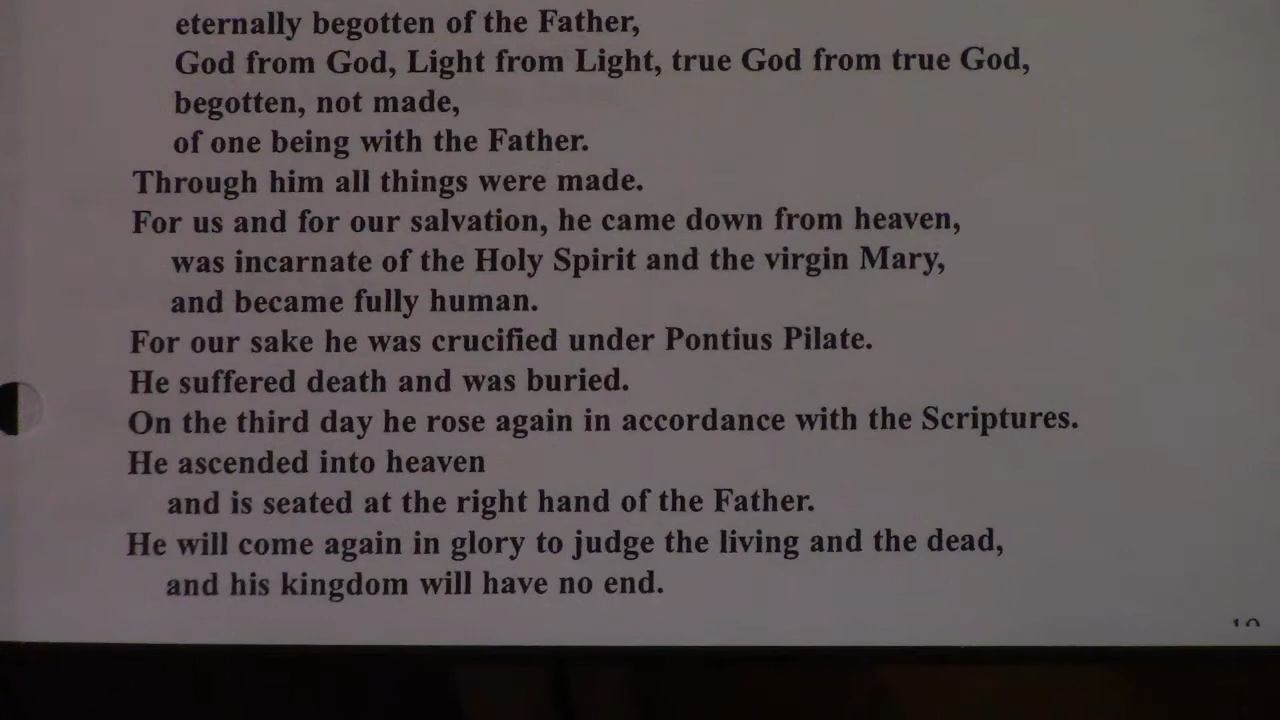 eternally begotten of the Father,
God from God, Light from Light, true God from true God,
begotten, not made,
of one being with the Father.
Through him all things were made.
For us and for our salvation, he came down from heaven,
was incarnate of the Holy Spirit and the virgin Mary,
and became fully human.
For our sake he was crucified under Pontius Pilate.
He suffered death and was buried.
On the third day he rose again in accordance with the Scriptures.
He ascended into heaven
and is seated at the right hand of the Father.
He will come again in glory to judge the living and the dead,
and his kingdom will have no end.